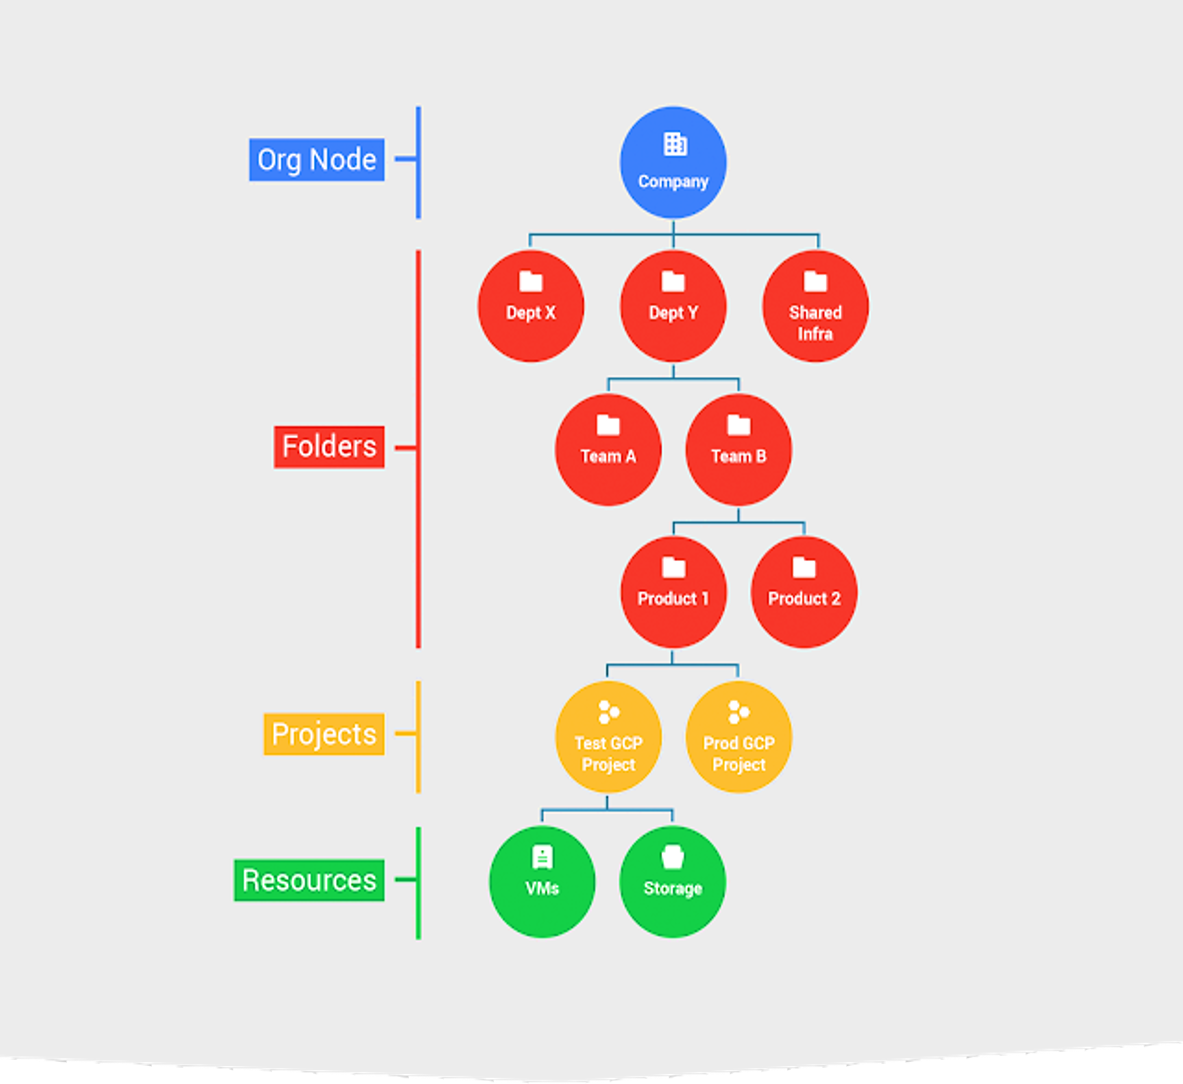 Org Node
Company
Dept X
Dept Y
Shared
Infra
Folders
Team A
Team B
Product 1
Product 2
Projects
Test GCP
Project
Prod GCP
Project
Resources
VMs
Storage